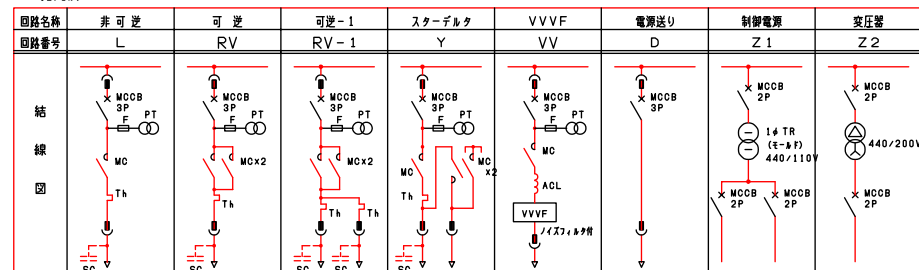 回路名称 非可逆 可逆 可逆-1 スターデルタ VVVF 電源送り 制御電源 変圧器
回路番号 L RV RV-1 Y VV D Z1 Z2
結線図
MCCB 3P F PT MC Th SC
MCCB 3P F PT MC×2 Th SC
MCCB 3P F PT MC×2 Th Th SC SC
MCCB 3P F PT MC MC×2 Th SC
MCCB 3P F PT MC ACL VVVF ノイズフィルタ付
MCCB 3P
MCCB 2P 1φTR (モールド) 440/110V MCCB 2P MCCB 2P
MCCB 2P 440/200V MCCB 2P